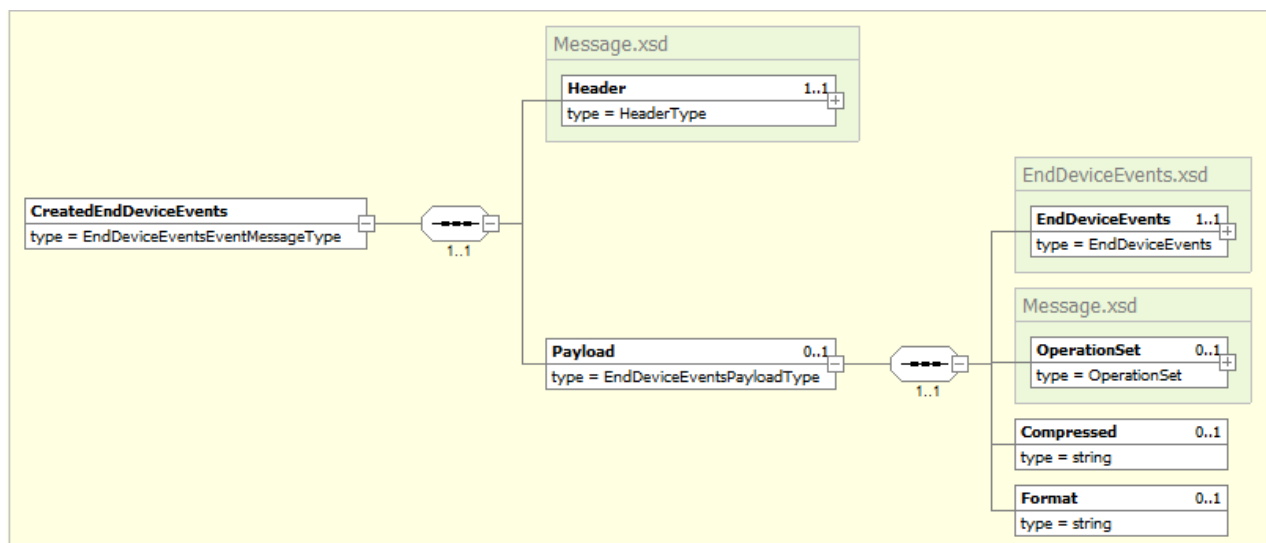 Message.xsd
Header 1..1
type = HeaderType
CreatedEndDeviceEvents
type = EndDeviceEventsEventMessageType
1..1
Payload 0..1
type = EndDeviceEventsPayloadType
1..1
EndDeviceEvents.xsd
EndDeviceEvents 1..1
type = EndDeviceEvents
Message.xsd
OperationSet 0..1
type = OperationSet
Compressed 0..1
type = string
Format 0..1
type = string